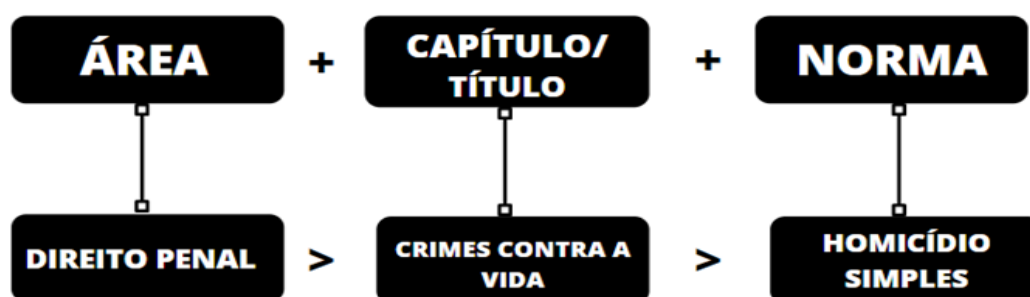 ÁREA
+
CAPÍTULO/
TÍTULO
+
NORMA
DIREITO PENAL
>
CRIMES CONTRA A
VIDA
>
HOMICÍDIO
SIMPLES